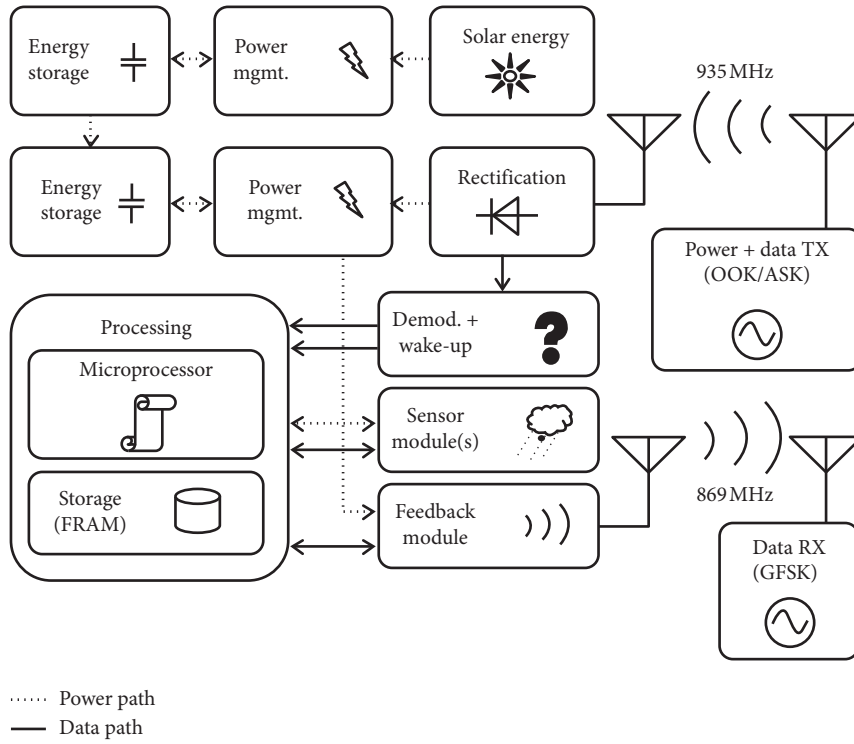 Energy
storage
Power
mgmt.
Solar energy
935 MHz
Energy
storage
Power
mgmt.
Rectification
Power + data TX
(OOK/ASK)
Processing
Demod. +
wake-up
?
Microprocessor
Sensor
module(s)
Storage
(FRAM)
Feedback
module
869 MHz
Data RX
(GFSK)
Power path
Data path